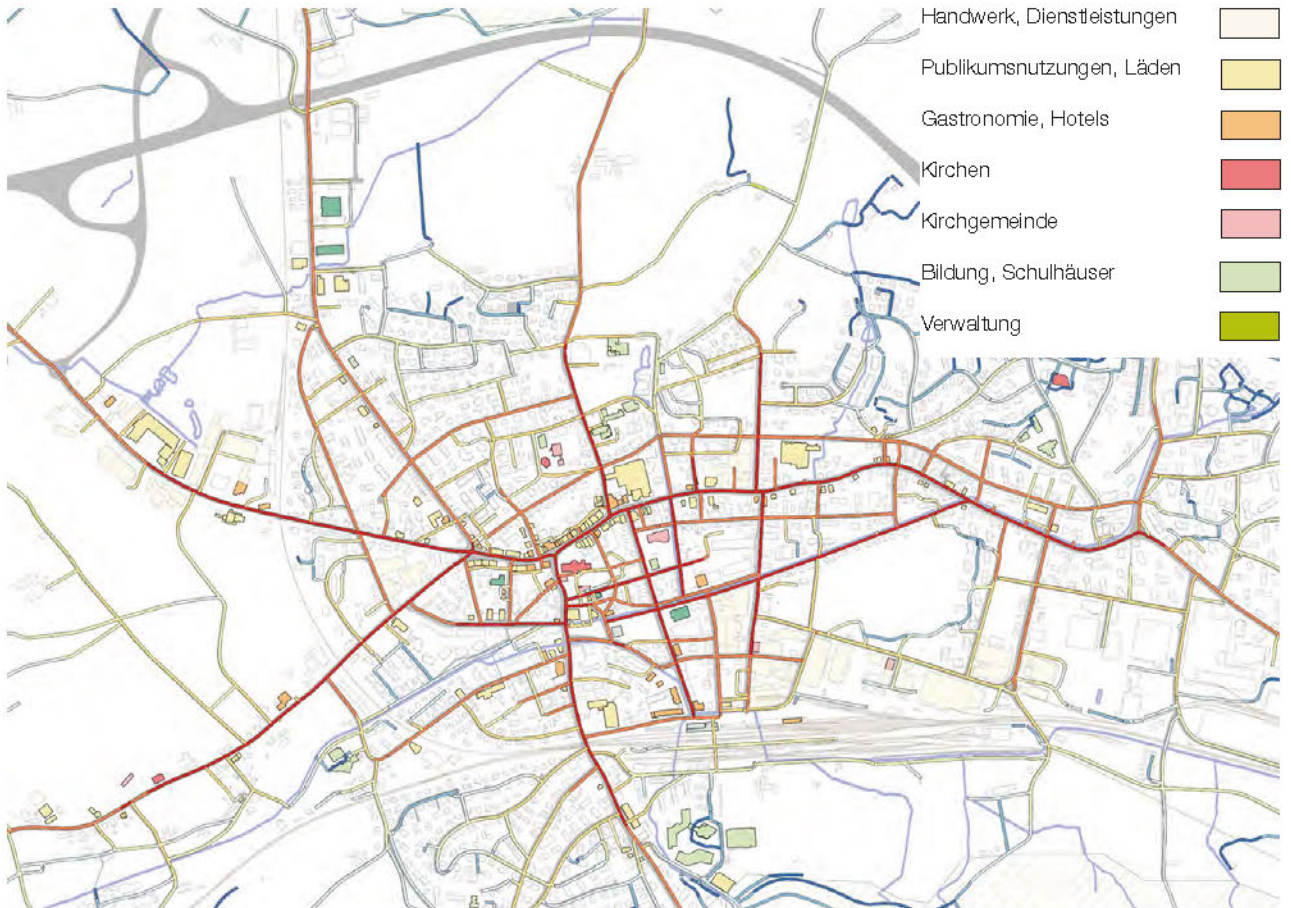 Handwerk, Dienstleistungen
Publikumsnutzungen, Läden
Gastronomie, Hotels
Kirchen
Kirchgemeinde
Bildung, Schulhäuser
Verwaltung